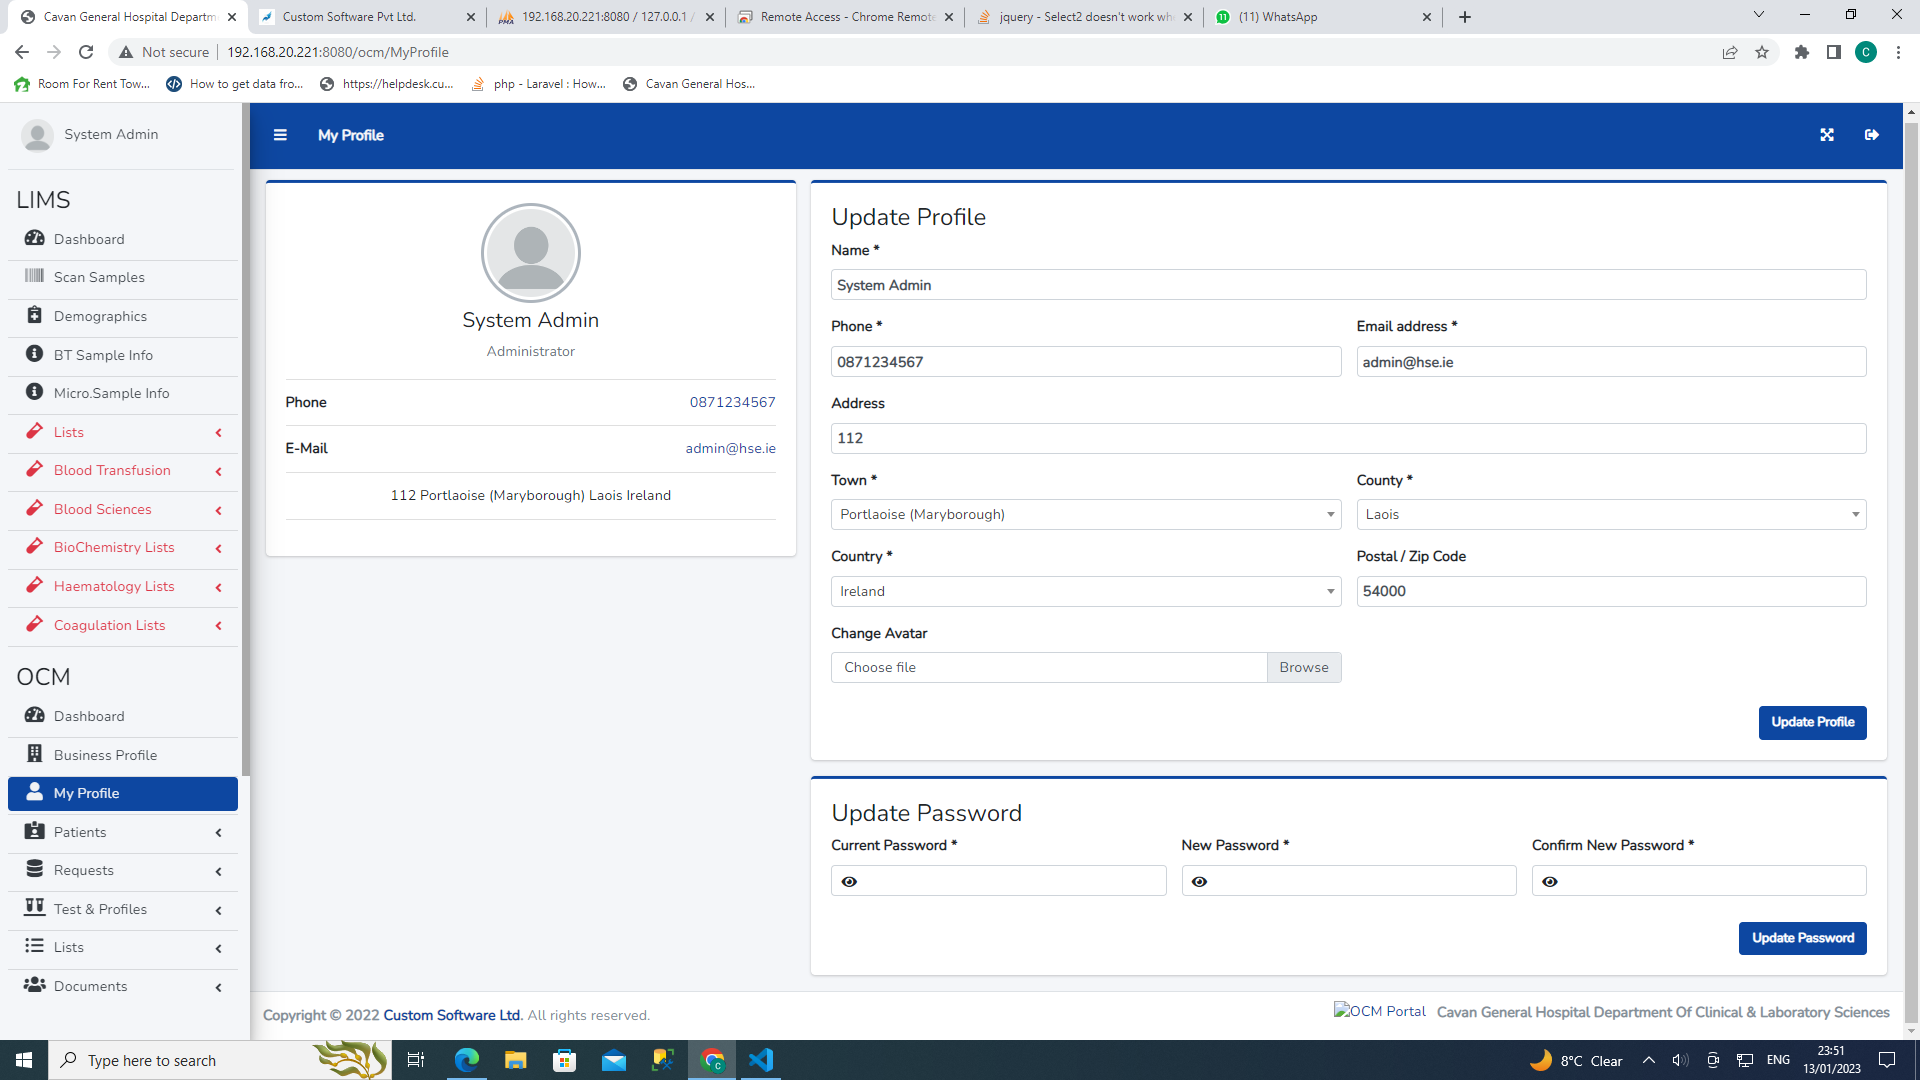 Cavan General Hospital Departm
Custom Software Pvt Ltd.
192.168.20.221:8080 / 127.0.0.1 /
Remote Access - Chrome Remote
jquery - Select2 doesn't work wh
(11) WhatsApp
Not secure
192.168.20.221:8080/ocm/MyProfile
C
Room For Rent Tow...
How to get data fro...
https://helpdesk.cu...
php - Laravel : How...
Cavan General Hos...
System Admin
My Profile
LIMS
Dashboard
Scan Samples
Demographics
BT Sample Info
Micro.Sample Info
Lists
Blood Transfusion
Blood Sciences
BioChemistry Lists
Haematology Lists
Coagulation Lists
OCM
Dashboard
Business Profile
My Profile
Patients
Requests
Test & Profiles
Lists
Documents
System Admin
Administrator
Phone 0871234567
E-Mail admin@hse.ie
112 Portlaoise (Maryborough) Laois Ireland
Update Profile
Name *
System Admin
Phone * Email address *
0871234567 admin@hse.ie
Address
112
Town * County *
Portlaoise (Maryborough) Laois
Country * Postal / Zip Code
Ireland 54000
Change Avatar
Choose file Browse
Update Profile
Update Password
Current Password * New Password * Confirm New Password *
Update Password
Copyright © 2022 Custom Software Ltd. All rights reserved.
OCM Portal Cavan General Hospital Department Of Clinical & Laboratory Sciences
Type here to search
8°C Clear
ENG
23:51
13/01/2023